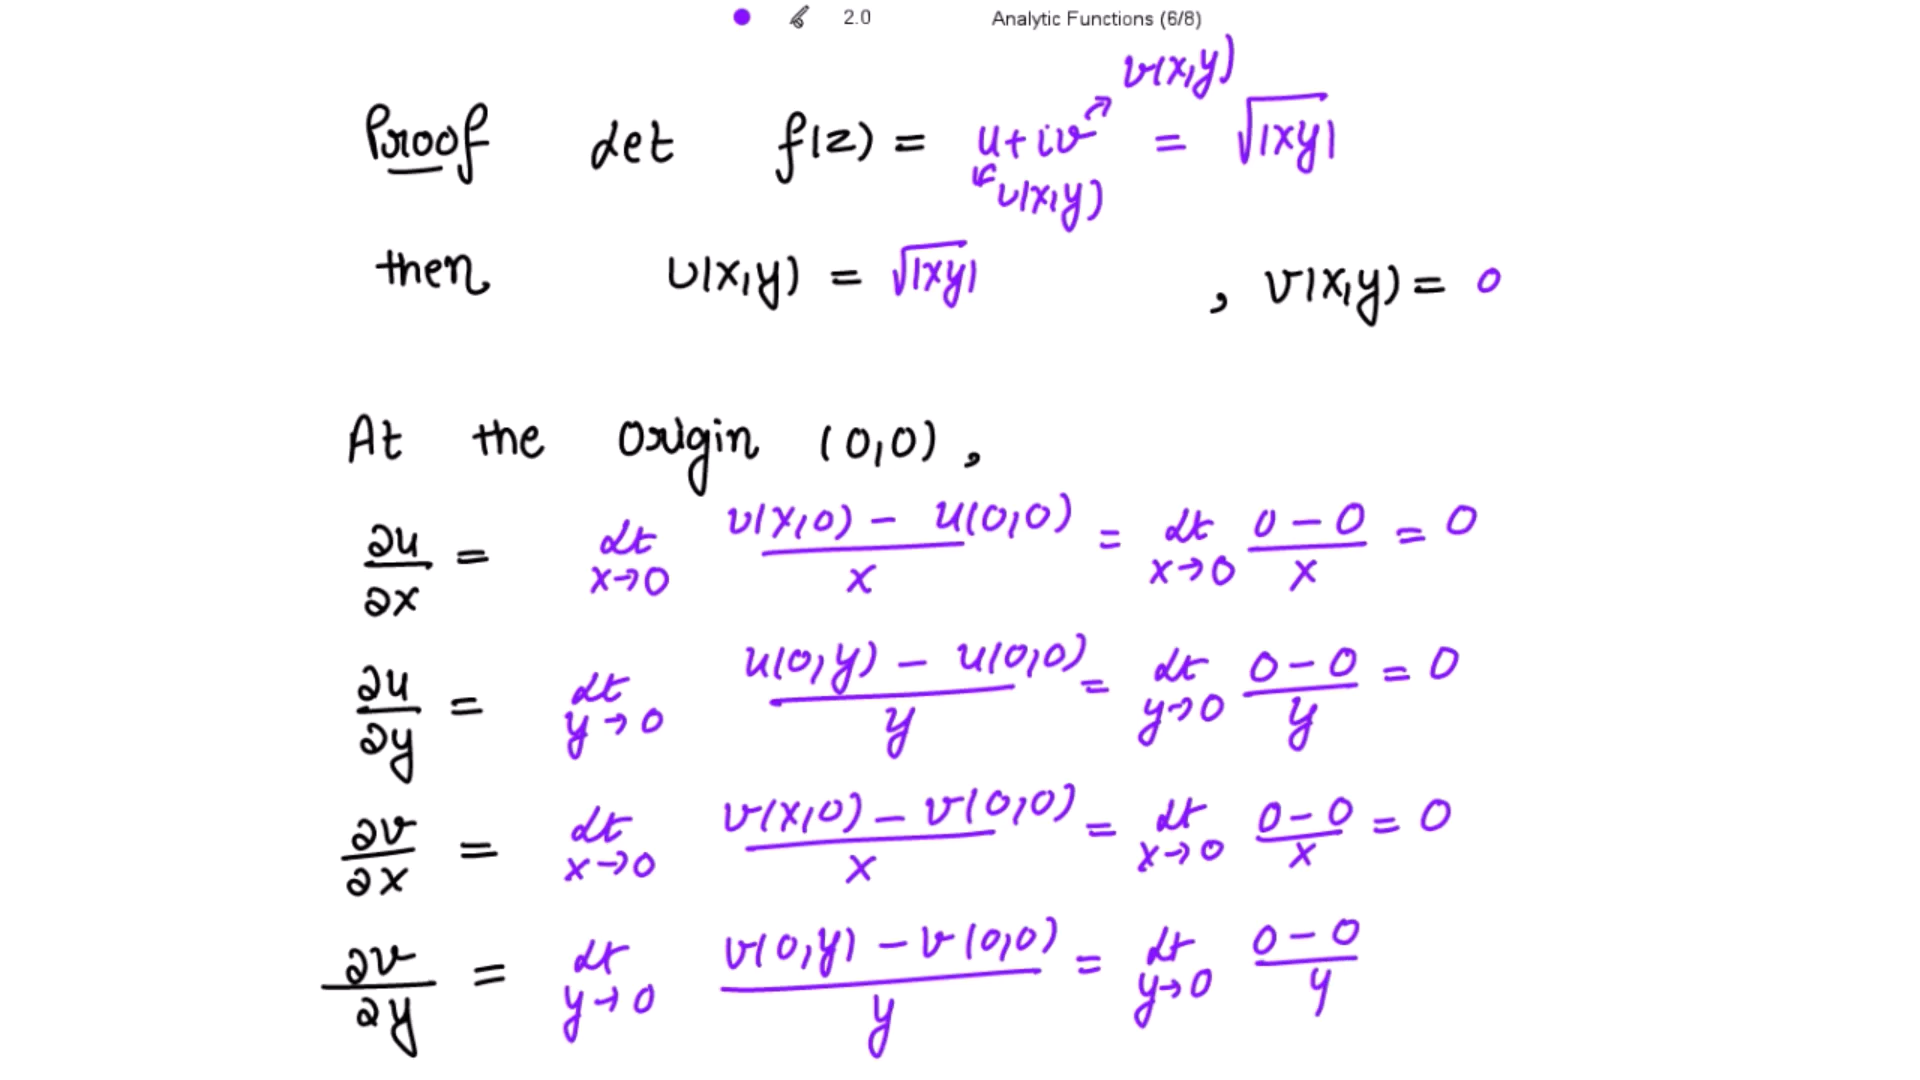 2.0 Analytic Functions (6/8)
v(x,y)
Proof Let f(z) = u+iv = √|xy|
u(x,y)
then u(x,y) = √|xy| , v(x,y) = 0
At the origin (0,0),
∂u/∂x = Lt x→0 u(x,0) - u(0,0) / x = Lt x→0 0-0 / x = 0
∂u/∂y = Lt y→0 u(0,y) - u(0,0) / y = Lt y→0 0-0 / y = 0
∂v/∂x = Lt x→0 v(x,0) - v(0,0) / x = Lt x→0 0-0 / x = 0
∂v/∂y = Lt y→0 v(0,y) - v(0,0) / y = Lt y→0 0-0 / y